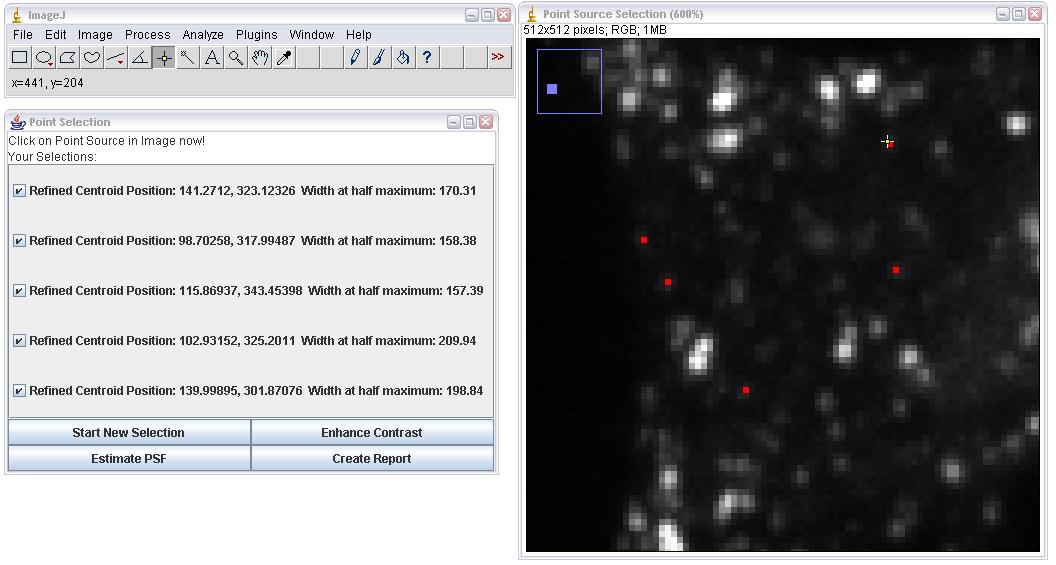 ImageJ
File Edit Image Process Analyze Plugins Window Help
A
?
>>
x=441, y=204
Point Selection
Click on Point Source in Image now!
Your Selections:
Refined Centroid Position: 141.2712, 323.12326 Width at half maximum: 170.31
Refined Centroid Position: 98.70258, 317.99487 Width at half maximum: 158.38
Refined Centroid Position: 115.86937, 343.45398 Width at half maximum: 157.39
Refined Centroid Position: 102.93152, 325.2011 Width at half maximum: 209.94
Refined Centroid Position: 139.99895, 301.87076 Width at half maximum: 198.84
Start New Selection
Enhance Contrast
Estimate PSF
Create Report
Point Source Selection (600%)
512x512 pixels; RGB; 1MB